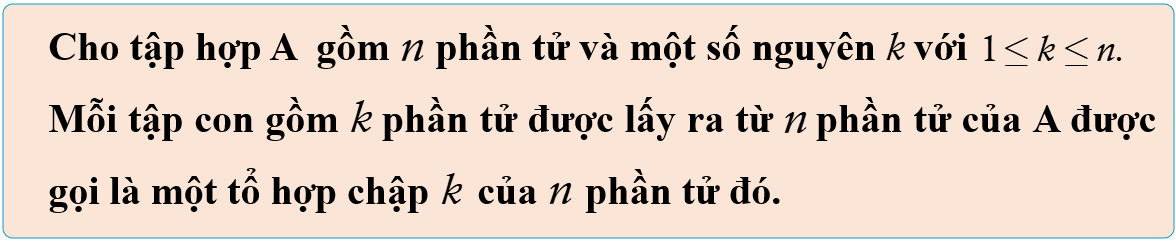 Cho tập hợp A gồm n phần tử và một số nguyên k với 1 ≤ k ≤ n.
Mỗi tập con gồm k phần tử được lấy ra từ n phần tử của A được
gọi là một tổ hợp chập k của n phần tử đó.